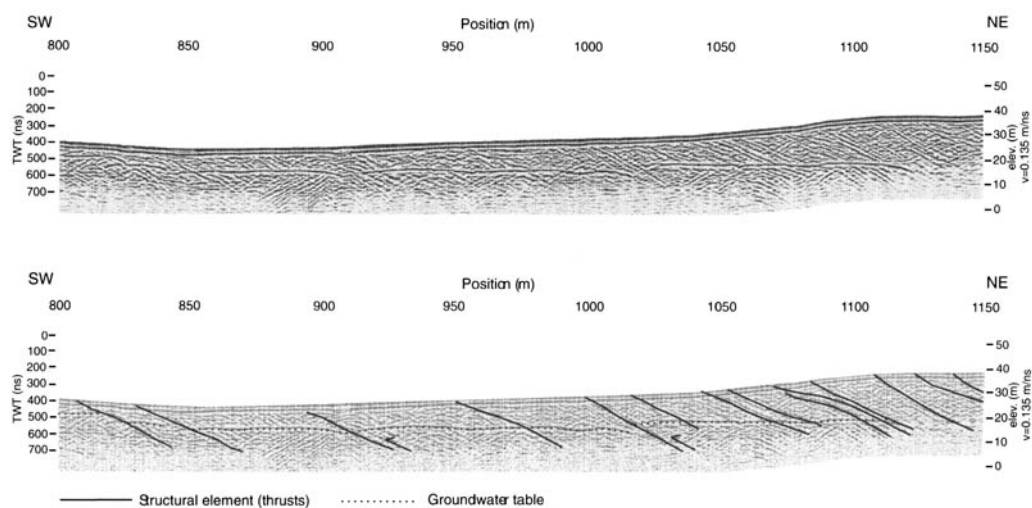 SW Position (m) NE
800 850 900 950 1000 1050 1100 1150
0
100
200
300
400
500
600
700
TWT (ns)
50
40
30
20
10
0
elev. (m)
v=0.135 m/ns
SW Position (m) NE
800 850 900 950 1000 1050 1100 1150
0
100
200
300
400
500
600
700
TWT (ns)
50
40
30
20
10
0
elev. (m)
v=0.135 m/ns
Structural element (thrusts) Groundwater table